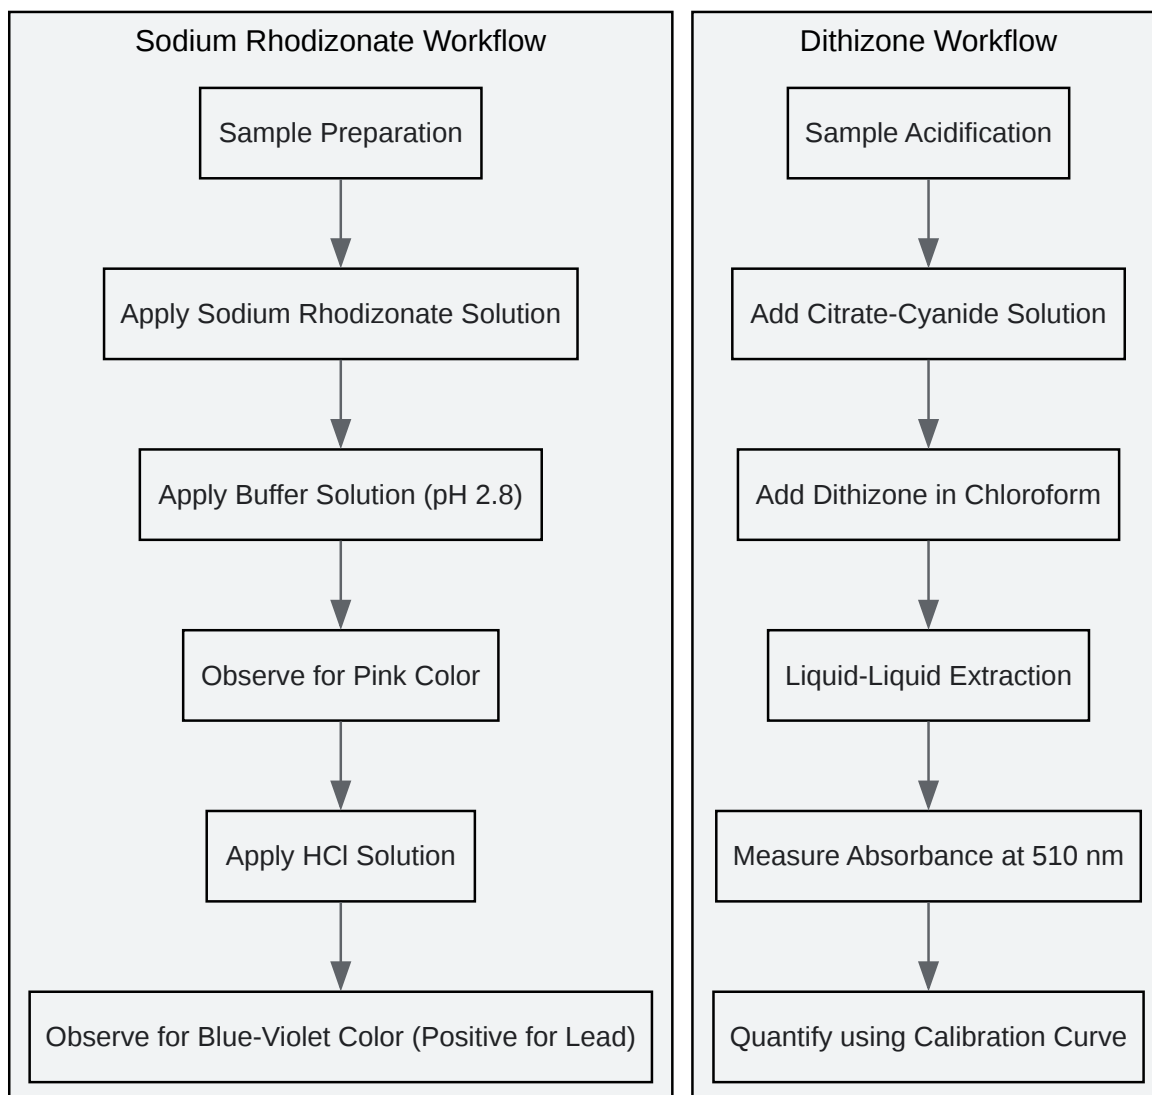 Sodium Rhodizonate Workflow
Sample Preparation
Apply Sodium Rhodizonate Solution
Apply Buffer Solution (pH 2.8)
Observe for Pink Color
Apply HCl Solution
Observe for Blue-Violet Color (Positive for Lead)
Dithizone Workflow
Sample Acidification
Add Citrate-Cyanide Solution
Add Dithizone in Chloroform
Liquid-Liquid Extraction
Measure Absorbance at 510 nm
Quantify using Calibration Curve